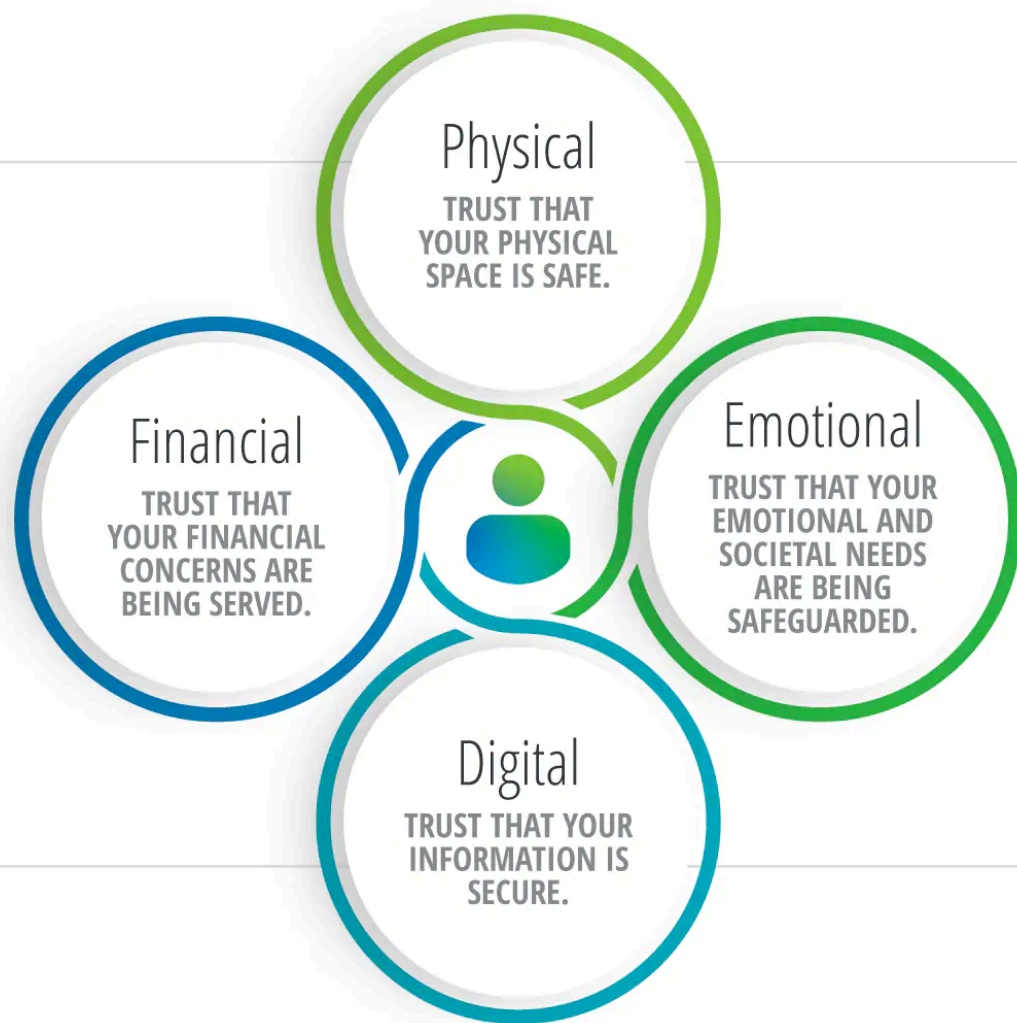 Physical
TRUST THAT
YOUR PHYSICAL
SPACE IS SAFE.
Financial
TRUST THAT
YOUR FINANCIAL
CONCERNS ARE
BEING SERVED.
Emotional
TRUST THAT YOUR
EMOTIONAL AND
SOCIETAL NEEDS
ARE BEING
SAFEGUARDED.
Digital
TRUST THAT YOUR
INFORMATION IS
SECURE.